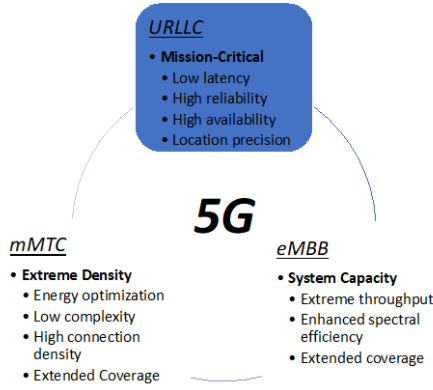 URLLC
• Mission-Critical
• Low latency
• High reliability
• High availability
• Location precision
5G
mMTC
• Extreme Density
• Energy optimization
• Low complexity
• High connection
density
• Extended Coverage
eMBB
• System Capacity
• Extreme throughput
• Enhanced spectral
efficiency
• Extended coverage